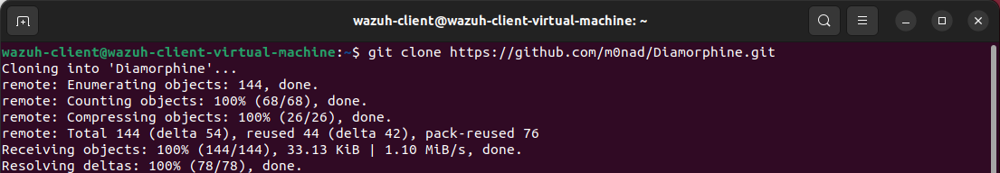 wazuh-client@wazuh-client-virtual-machine: ~
wazuh-client@wazuh-client-virtual-machine:~$ git clone https://github.com/m0nad/Diamorphine.git
Cloning into 'Diamorphine'...
remote: Enumerating objects: 144, done.
remote: Counting objects: 100% (68/68), done.
remote: Compressing objects: 100% (26/26), done.
remote: Total 144 (delta 54), reused 44 (delta 42), pack-reused 76
Receiving objects: 100% (144/144), 33.13 KiB | 1.10 MiB/s, done.
Resolving deltas: 100% (78/78), done.